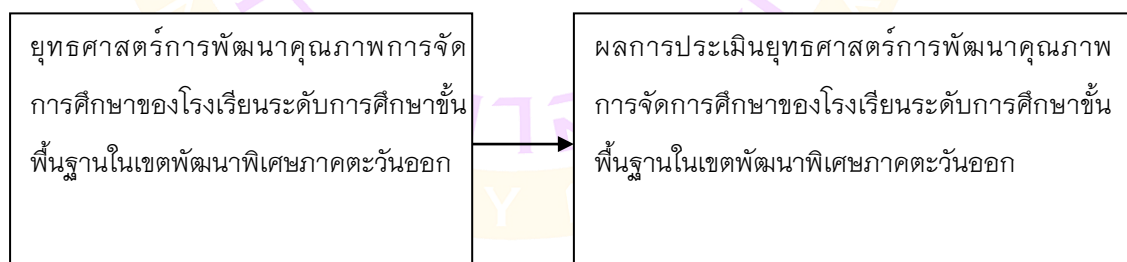 ยุทธศาสตร์การพัฒนาคุณภาพการจัด
การศึกษาของโรงเรียนระดับการศึกษาขั้น
พื้นฐานในเขตพัฒนาพิเศษภาคตะวันออก
ผลการประเมินยุทธศาสตร์การพัฒนาคุณภาพ
การจัดการศึกษาของโรงเรียนระดับการศึกษาขั้น
พื้นฐานในเขตพัฒนาพิเศษภาคตะวันออก